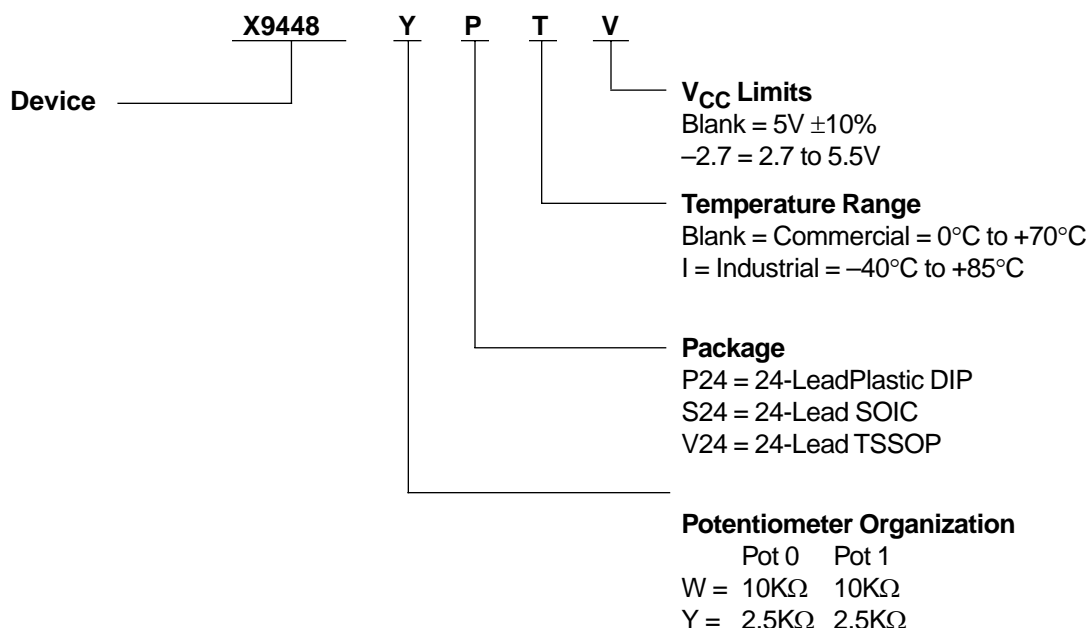 X9448 Y P T V
Device
VCC Limits
Blank = 5V ±10%
–2.7 = 2.7 to 5.5V
Temperature Range
Blank = Commercial = 0°C to +70°C
I = Industrial = –40°C to +85°C
Package
P24 = 24-LeadPlastic DIP
S24 = 24-Lead SOIC
V24 = 24-Lead TSSOP
Potentiometer Organization
Pot 0 Pot 1
W = 10KΩ 10KΩ
Y = 2.5KΩ 2.5KΩ